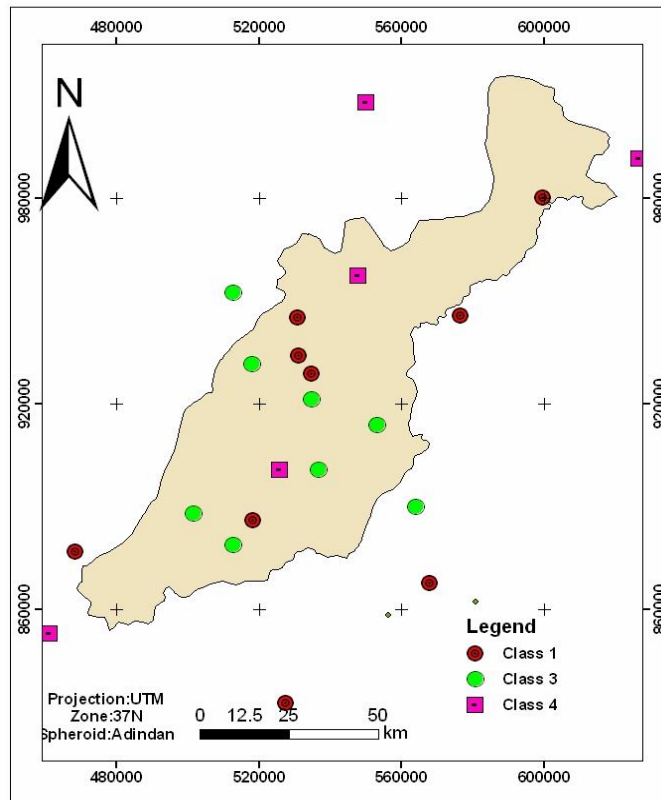 480000 520000 560000 600000
N
980000 980000
920000 920000
860000 860000
Legend
Class 1
Class 3
Class 4
Projection:UTM
Zone:37N
Spheroid:Adindan
0 12.5 25 50
km
480000 520000 560000 600000